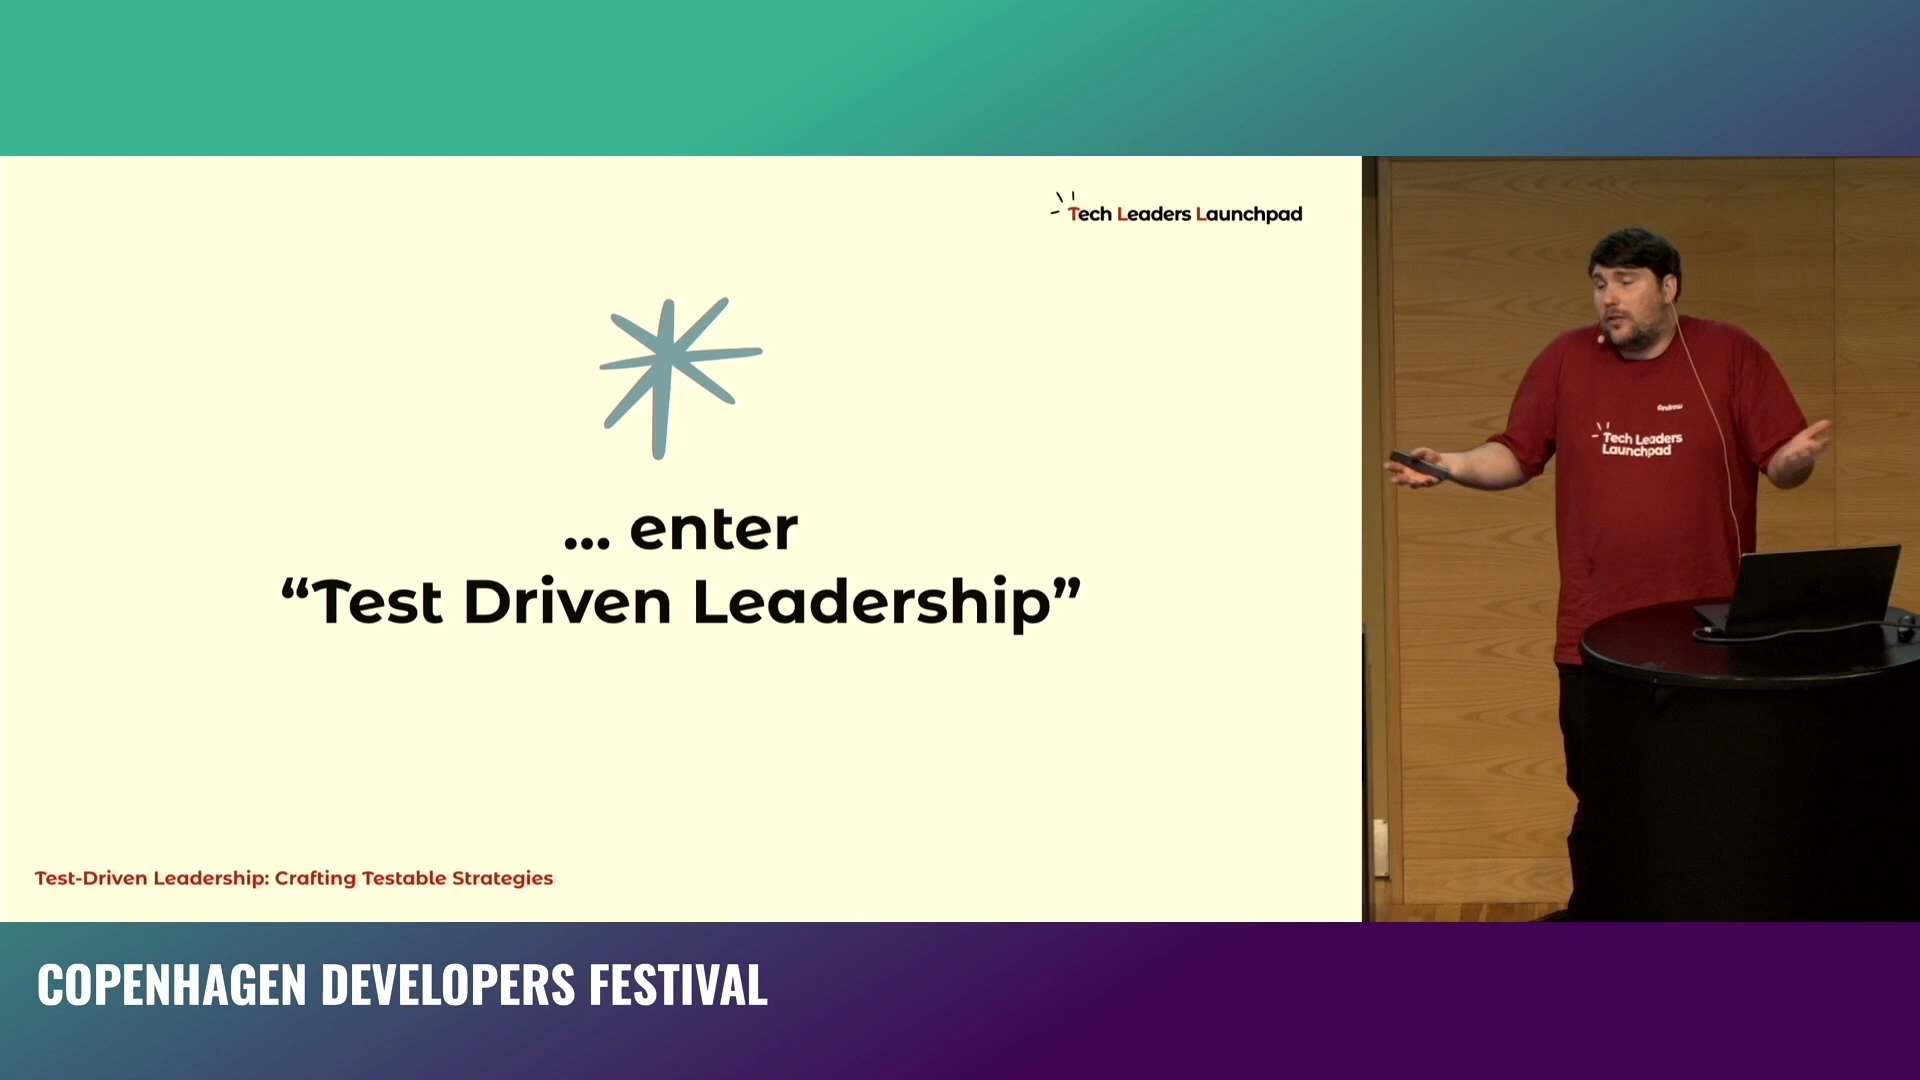 Tech Leaders Launchpad
... enter
“Test Driven Leadership”
Test-Driven Leadership: Crafting Testable Strategies
Andrew
Tech Leaders
Launchpad
COPENHAGEN DEVELOPERS FESTIVAL